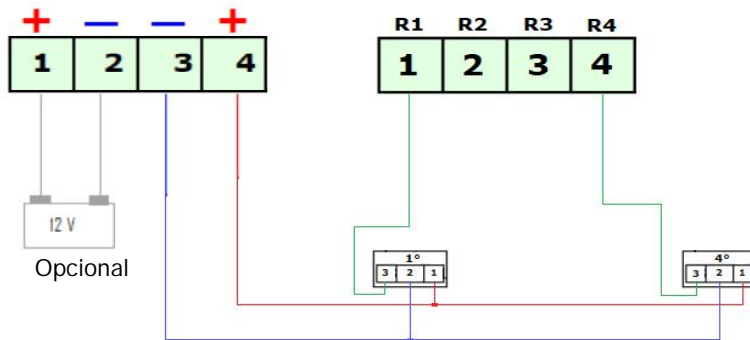 + — — +
1 2 3 4
R1 R2 R3 R4
1 2 3 4
12 V
Opcional
1°
3 2 1
4°
3 2 1